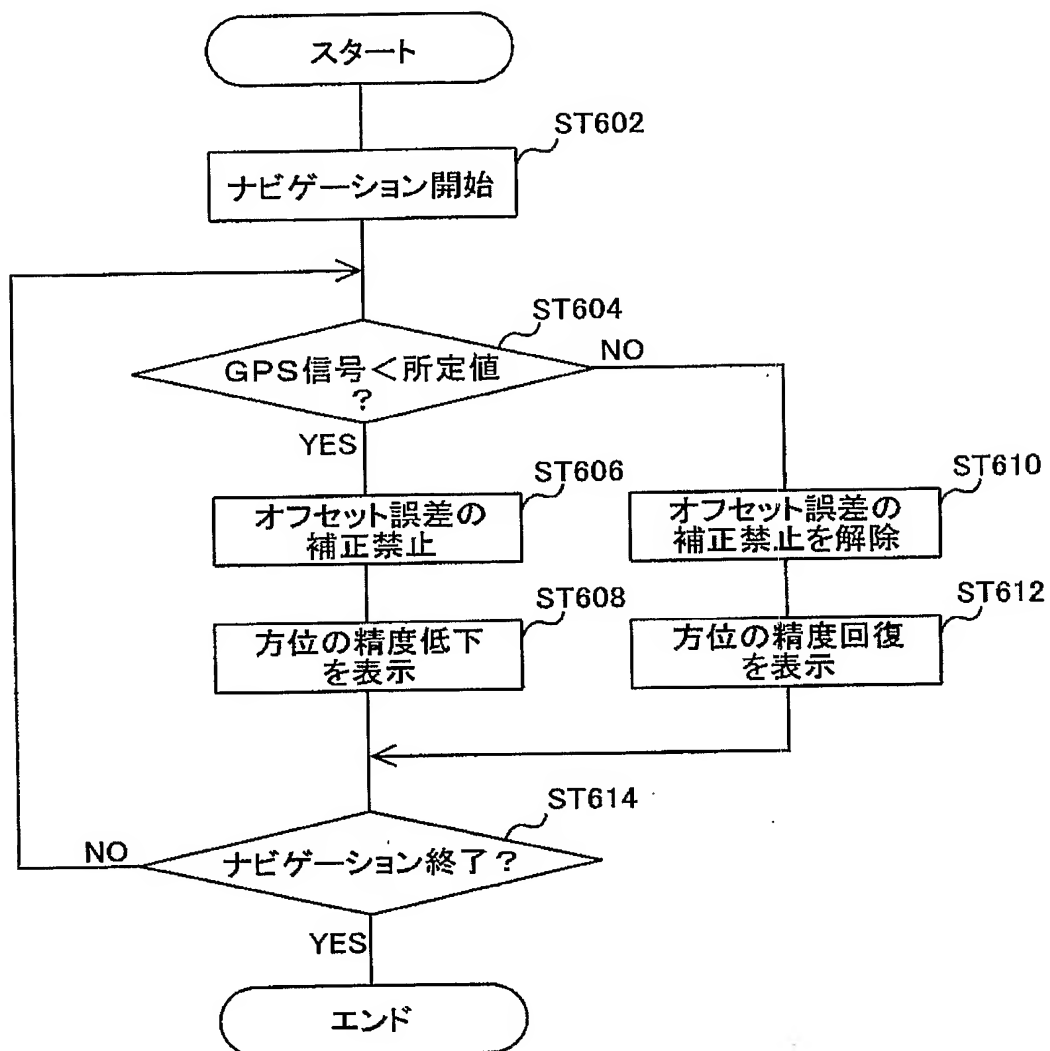 スタート
ST602
ナビゲーション開始
ST604
GPS信号<所定値
?
NO
YES
ST606
オフセット誤差の
補正禁止
ST610
オフセット誤差の
補正禁止を解除
ST608
方位の精度低下
を表示
ST612
方位の精度回復
を表示
ST614
ナビゲーション終了?
NO
YES
エンド